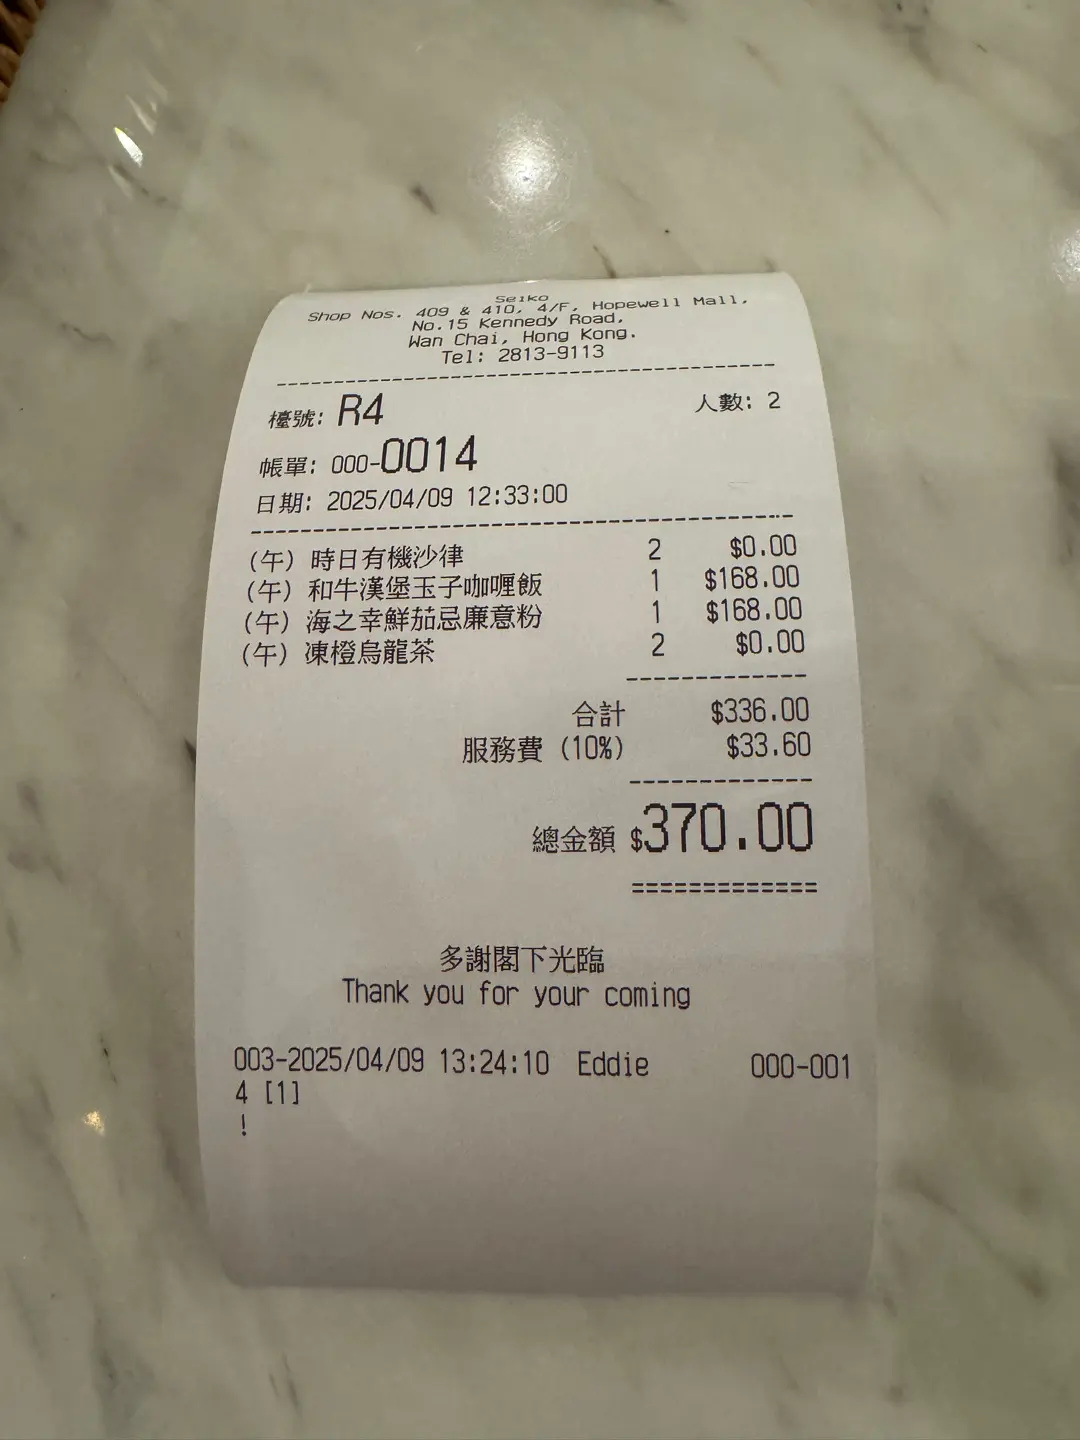 Seiko
Shop Nos. 409 & 410, 4/F, Hopewell Mall,
No.15 Kennedy Road,
Wan Chai, Hong Kong.
Tel: 2813-9113
檯號: R4 人數: 2
帳單: 000-0014
日期: 2025/04/09 12:33:00
(午) 時日有機沙律 2 $0.00
(午) 和牛漢堡玉子咖喱飯 1 $168.00
(午) 海之幸鮮茄忌廉意粉 1 $168.00
(午) 凍橙烏龍茶 2 $0.00
合計 $336.00
服務費 (10%) $33.60
總金額 $370.00
=============
多謝閣下光臨
Thank you for your coming
003-2025/04/09 13:24:10 Eddie 000-001
4 [1]
!